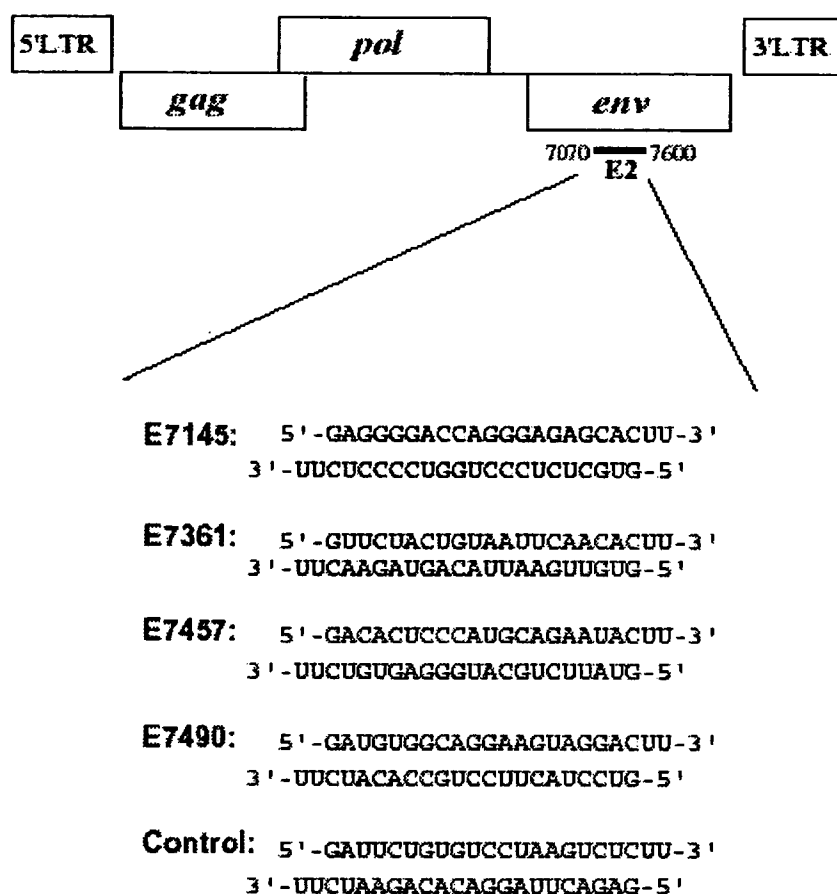 5'LTR pol 3'LTR
gag env
7070 7600
E2
E7145: 5'-GAGGGGACCAGGGAGAGCACUU-3'
3'-UUCUCCCCUGGUCCCUCUCGUG-5'
E7361: 5'-GUUCUACUGUAAUUCAACACUU-3'
3'-UUCAAGAUGACAUUAAGUUGUG-5'
E7457: 5'-GACACUCCCAUGCAGAAUACUU-3'
3'-UUCUGUGAGGGUACGUCUUAUG-5'
E7490: 5'-GAUGUGGCAGGAAGUAGGACUU-3'
3'-UUCUACACCGUCCUUCAUCCUG-5'
Control: 5'-GAUUCUGUGUCCUAAGUCUCUU-3'
3'-UUCUAAGACACAGGAUUCAGAG-5'